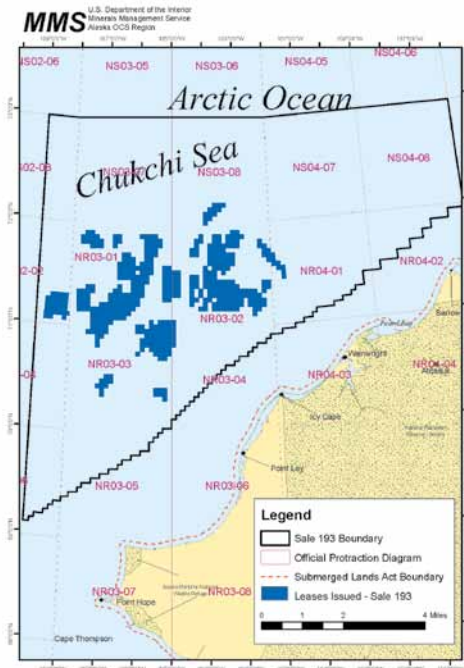 MMS
U.S. Department of the Interior
Minerals Management Service
Alaska OCS Region
NS02-06
NS03-05
NS03-06
NS04-05
NS04-06
Arctic Ocean
Chukchi Sea
NS03-08
NS04-07
NS04-08
NR03-01
NR03-02
NR04-01
NR04-02
Barrow
Wainwright
NR03-03
NR03-04
NR04-03
NR04-04
Icy Cape
Point Lay
NR03-05
NR03-06
NR03-07
NR03-08
Point Hope
Cape Thompson
Legend
Sale 193 Boundary
Official Protraction Diagram
Submerged Lands Act Boundary
Leases Issued - Sale 193
0 1 2 4 Miles